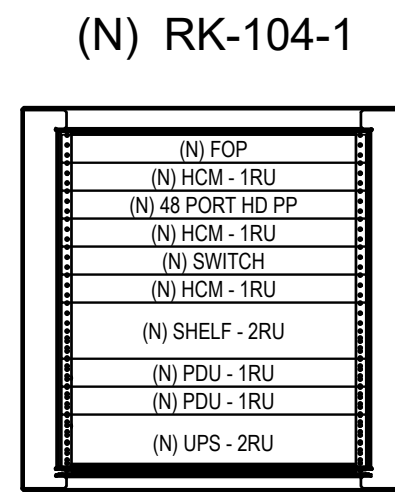 (N) RK-104-1
(N) FOP
(N) HCM - 1RU
(N) 48 PORT HD PP
(N) HCM - 1RU
(N) SWITCH
(N) HCM - 1RU
(N) SHELF - 2RU
(N) PDU - 1RU
(N) PDU - 1RU
(N) UPS - 2RU